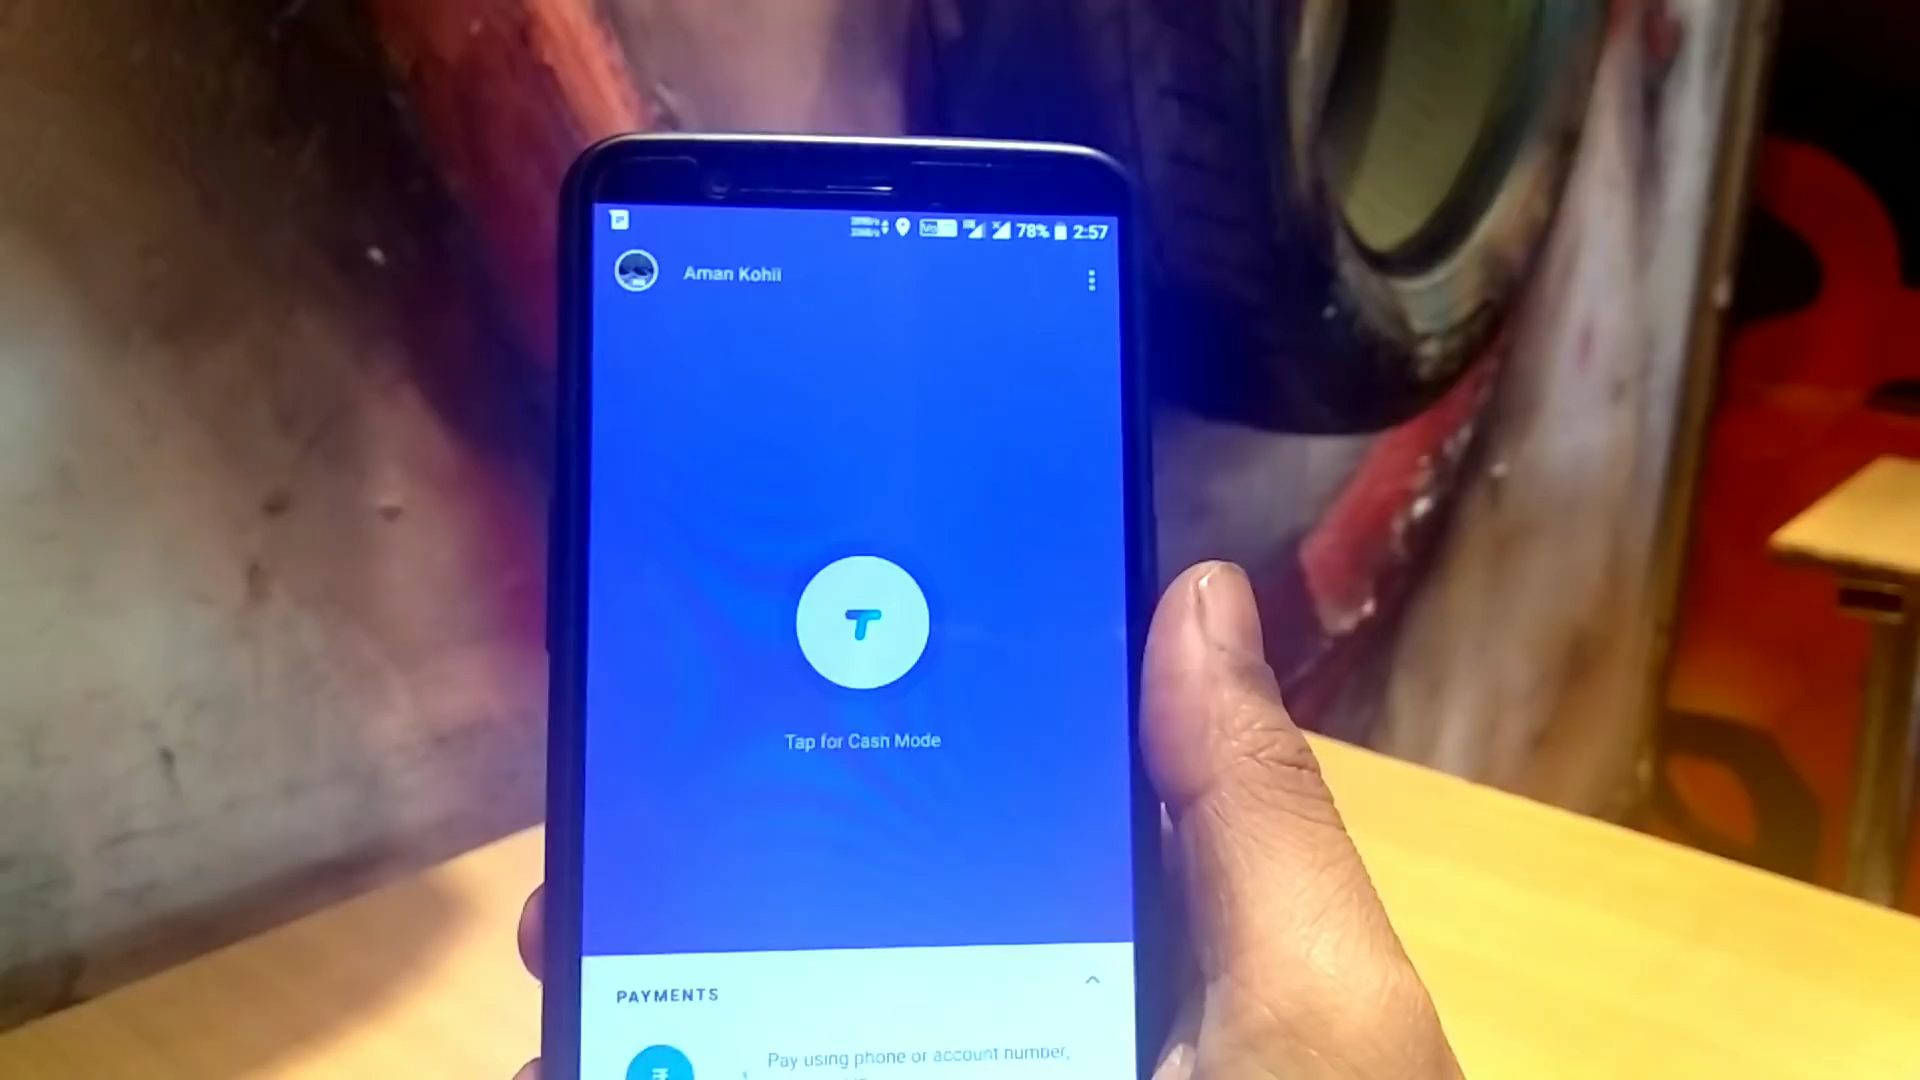 78% 2:57
Aman Kohli
Tap for Cash Mode
PAYMENTS
Pay using phone or account number,